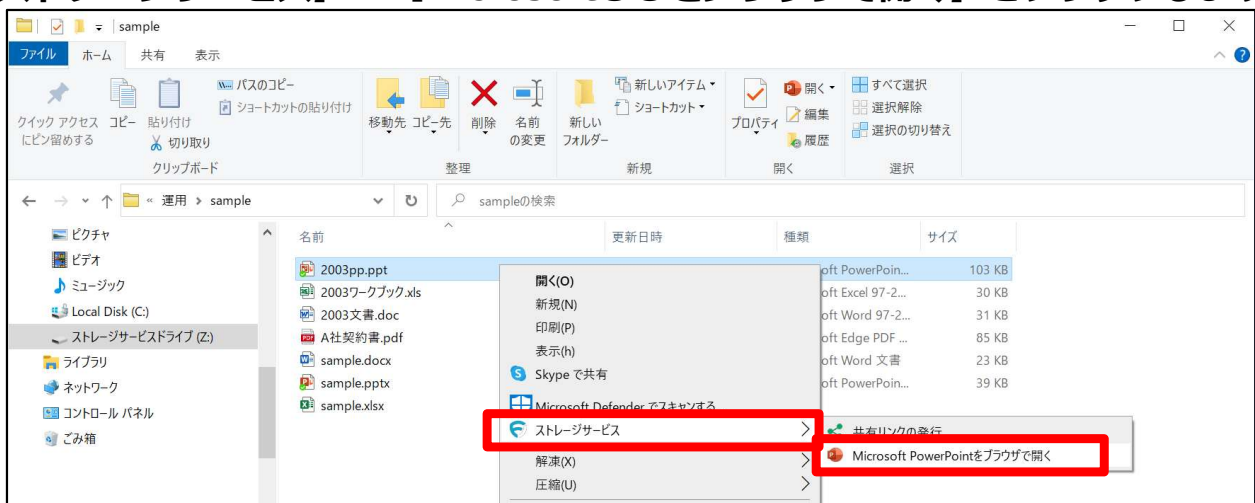 sample
ファイル ホーム 共有 表示
クイック アクセス
にピン留めする
コピー
貼り付け
パスのコピー
ショートカットの貼り付け
切り取り
クリップボード
移動先
コピー先
削除
名前
の変更
整理
新しい
フォルダー
新しいアイテム
ショートカット
新規
プロパティ
開く
編集
履歴
開く
すべて選択
選択解除
選択の切り替え
選択
« 運用 › sample
sampleの検索
ピクチャ
ビデオ
ミュージック
Local Disk (C:)
ストレージサービスドライブ (Z:)
ライブラリ
ネットワーク
コントロール パネル
ごみ箱
名前 更新日時 種類 サイズ
2003pp.ppt oft PowerPoin... 103 KB
2003ワークブック.xls oft Excel 97-2... 30 KB
2003文書.doc oft Word 97-2... 31 KB
A社契約書.pdf oft Edge PDF ... 85 KB
sample.docx oft Word 文書 23 KB
sample.pptx oft PowerPoin... 39 KB
sample.xlsx
開く(O)
新規(N)
印刷(P)
表示(h)
Skype で共有
Microsoft Defender でスキャンする
ストレージサービス
解凍(X)
圧縮(U)
共有リンクの発行
Microsoft PowerPointをブラウザで開く